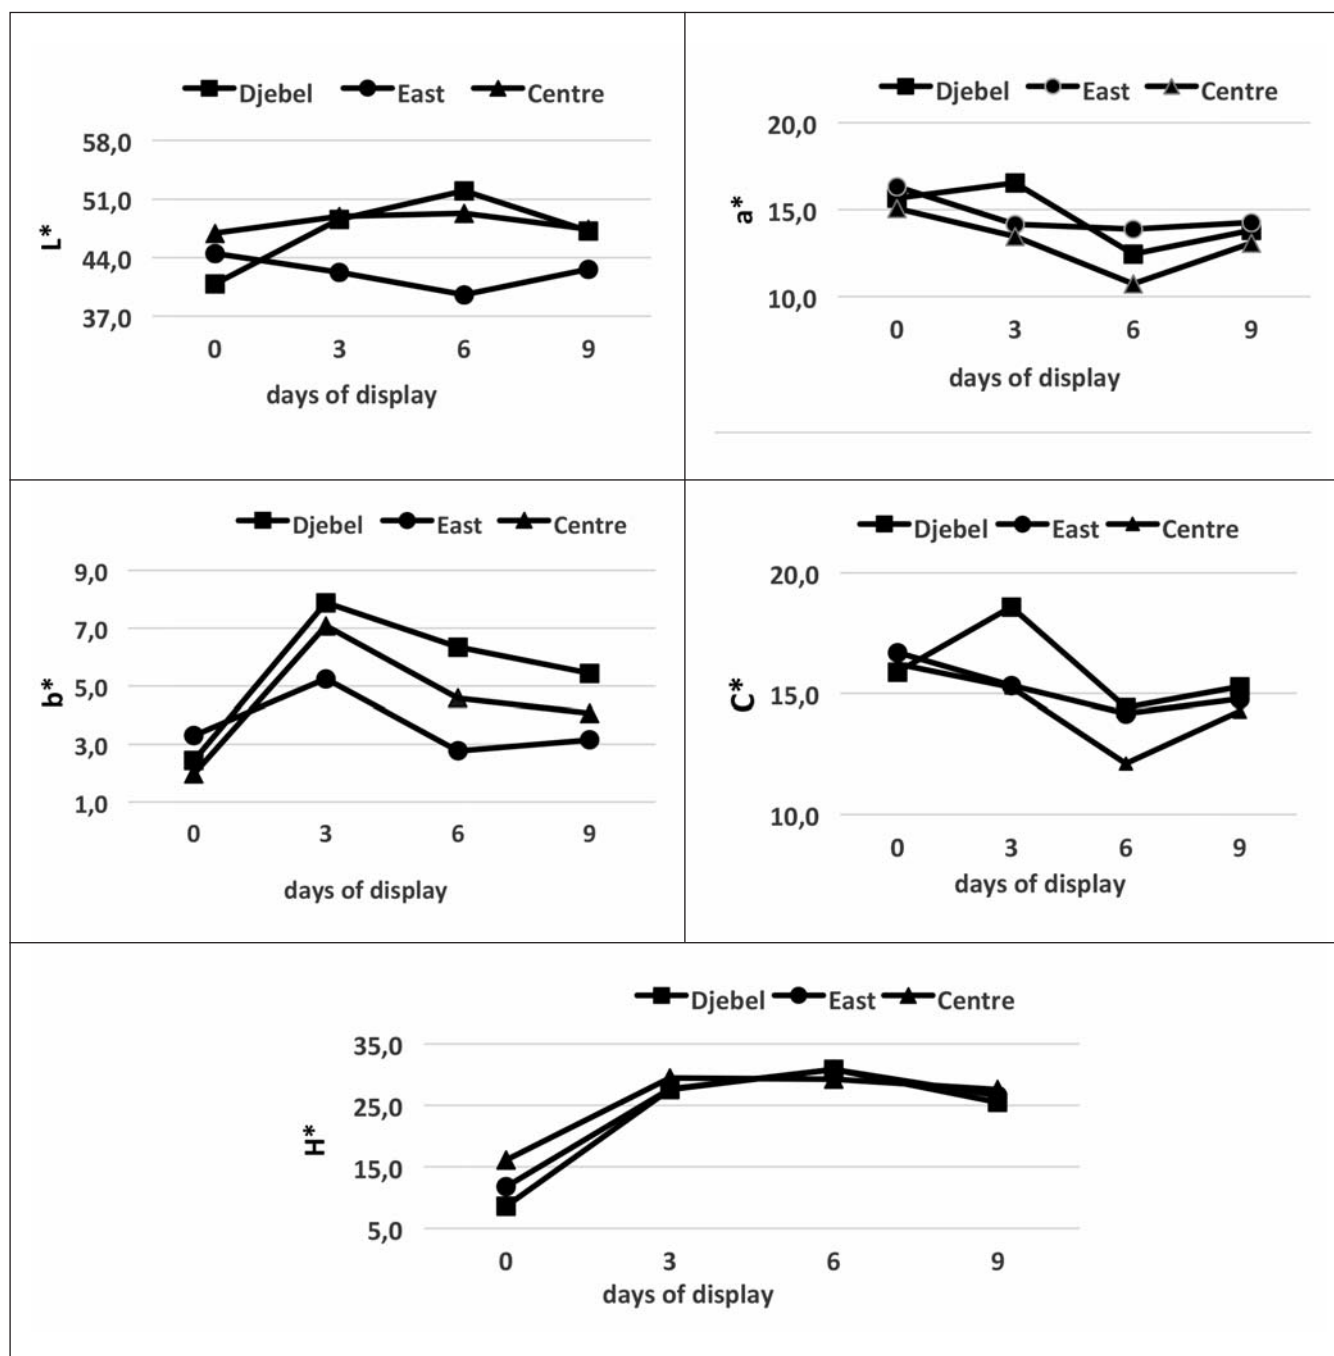 Djebel East Centre
58,0
51,0
44,0
37,0
L*
0 3 6 9
days of display
Djebel East Centre
20,0
15,0
10,0
a*
0 3 6 9
days of display
Djebel East Centre
9,0
7,0
5,0
3,0
1,0
b*
0 3 6 9
days of display
Djebel East Centre
20,0
15,0
10,0
C*
0 3 6 9
days of display
Djebel East Centre
35,0
25,0
15,0
5,0
H*
0 3 6 9
days of display